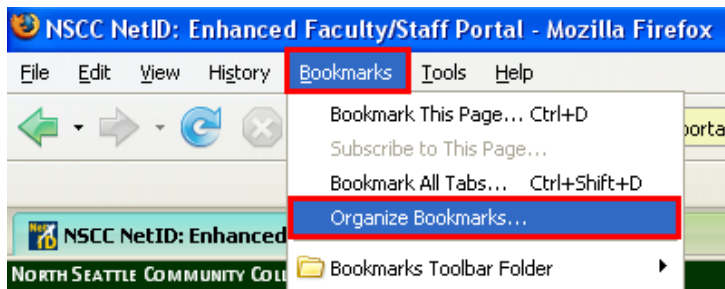 NSCC NetID: Enhanced Faculty/Staff Portal - Mozilla Firefox
File Edit View History Bookmarks Tools Help
Bookmark This Page... Ctrl+D
porta
Subscribe to This Page...
Bookmark All Tabs... Ctrl+Shift+D
Organize Bookmarks...
NSCC NetID: Enhanced
Bookmarks Toolbar Folder
NORTH SEATTLE COMMUNITY COLL